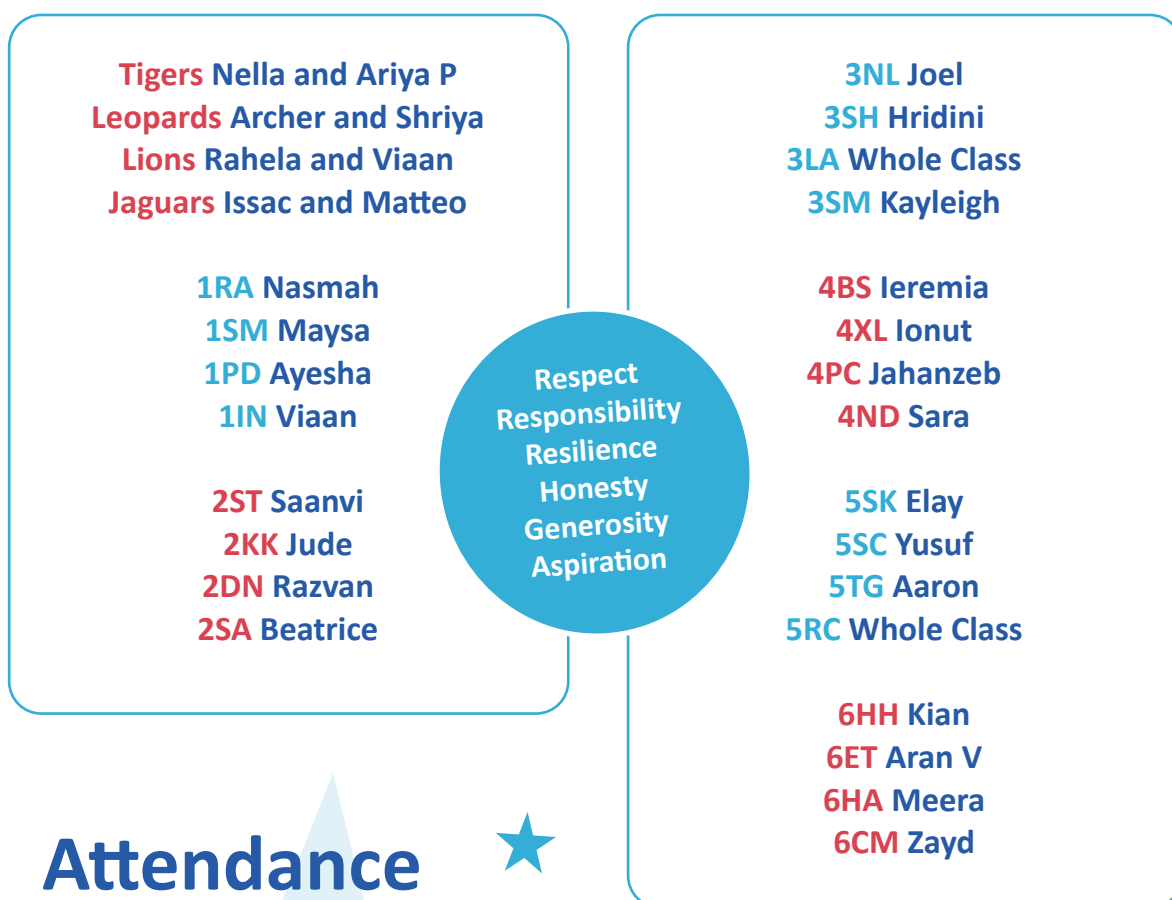 Tigers Nella and Ariya P
Leopards Archer and Shriya
Lions Rahela and Viaan
Jaguars Issac and Matteo
1RA Nasmah
1SM Maysa
1PD Ayesha
1IN Viaan
2ST Saanvi
2KK Jude
2DN Razvan
2SA Beatrice
Respect
Responsibility
Resilience
Honesty
Generosity
Aspiration
3NL Joel
3SH Hridini
3LA Whole Class
3SM Kayleigh
4BS Ieremia
4XL Ionut
4PC Jahanzeb
4ND Sara
5SK Elay
5SC Yusuf
5TG Aaron
5RC Whole Class
6HH Kian
6ET Aran V
6HA Meera
6CM Zayd
Attendance